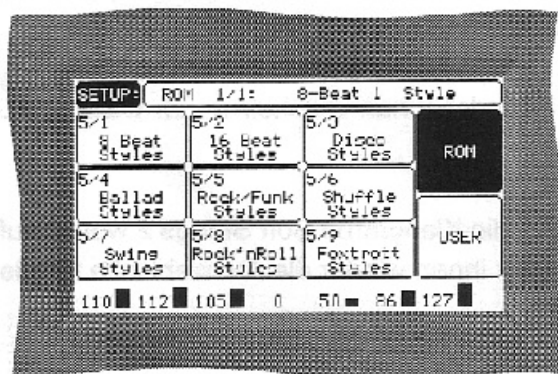 SETUP: ROM 1/1: 8-Beat 1 Style
5/1 5/2 5/3
8 Beat Styles 16 Beat Styles Disco Styles
ROM
5/4 5/5 5/6
Ballad Styles Rock/Funk Styles Shuffle Styles
5/7 5/8 5/9
Swing Styles Rock'nRoll Styles Foxtrott Styles
USER
110 112 105 0 50 86 127